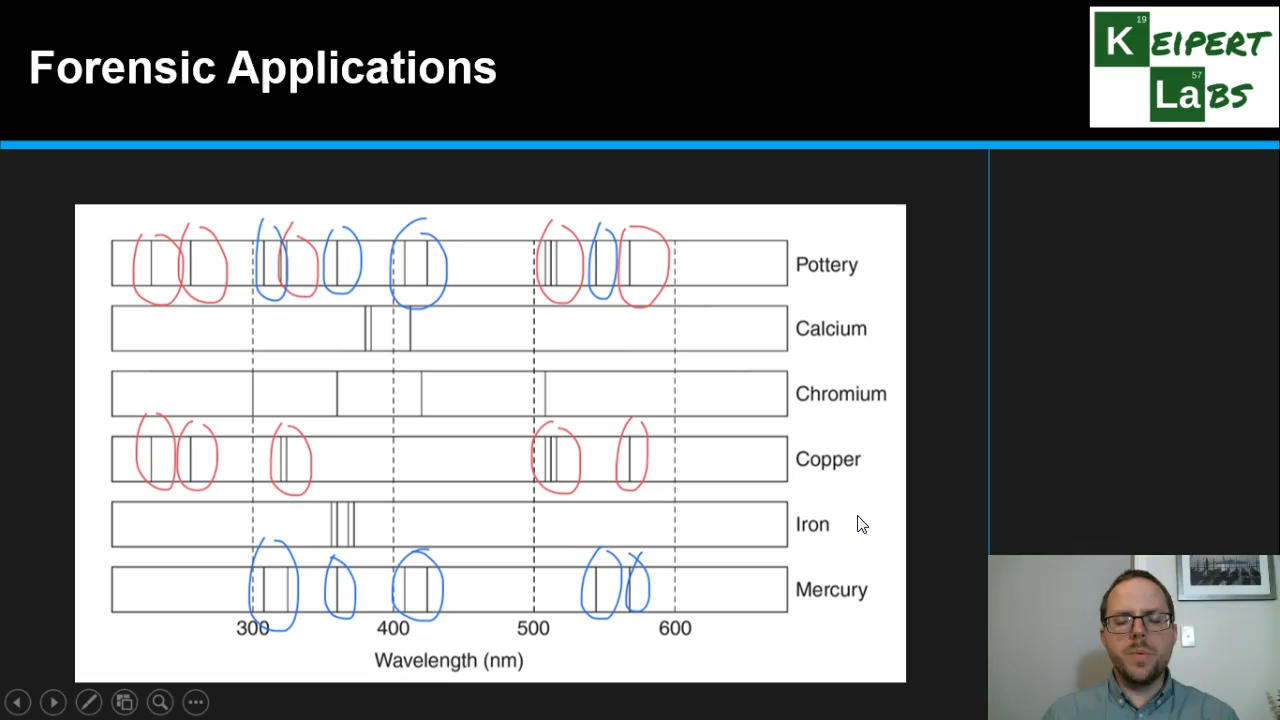 Forensic Applications
19
K EIPERT
57
La BS
Pottery
Calcium
Chromium
Copper
Iron
Mercury
300 400 500 600
Wavelength (nm)